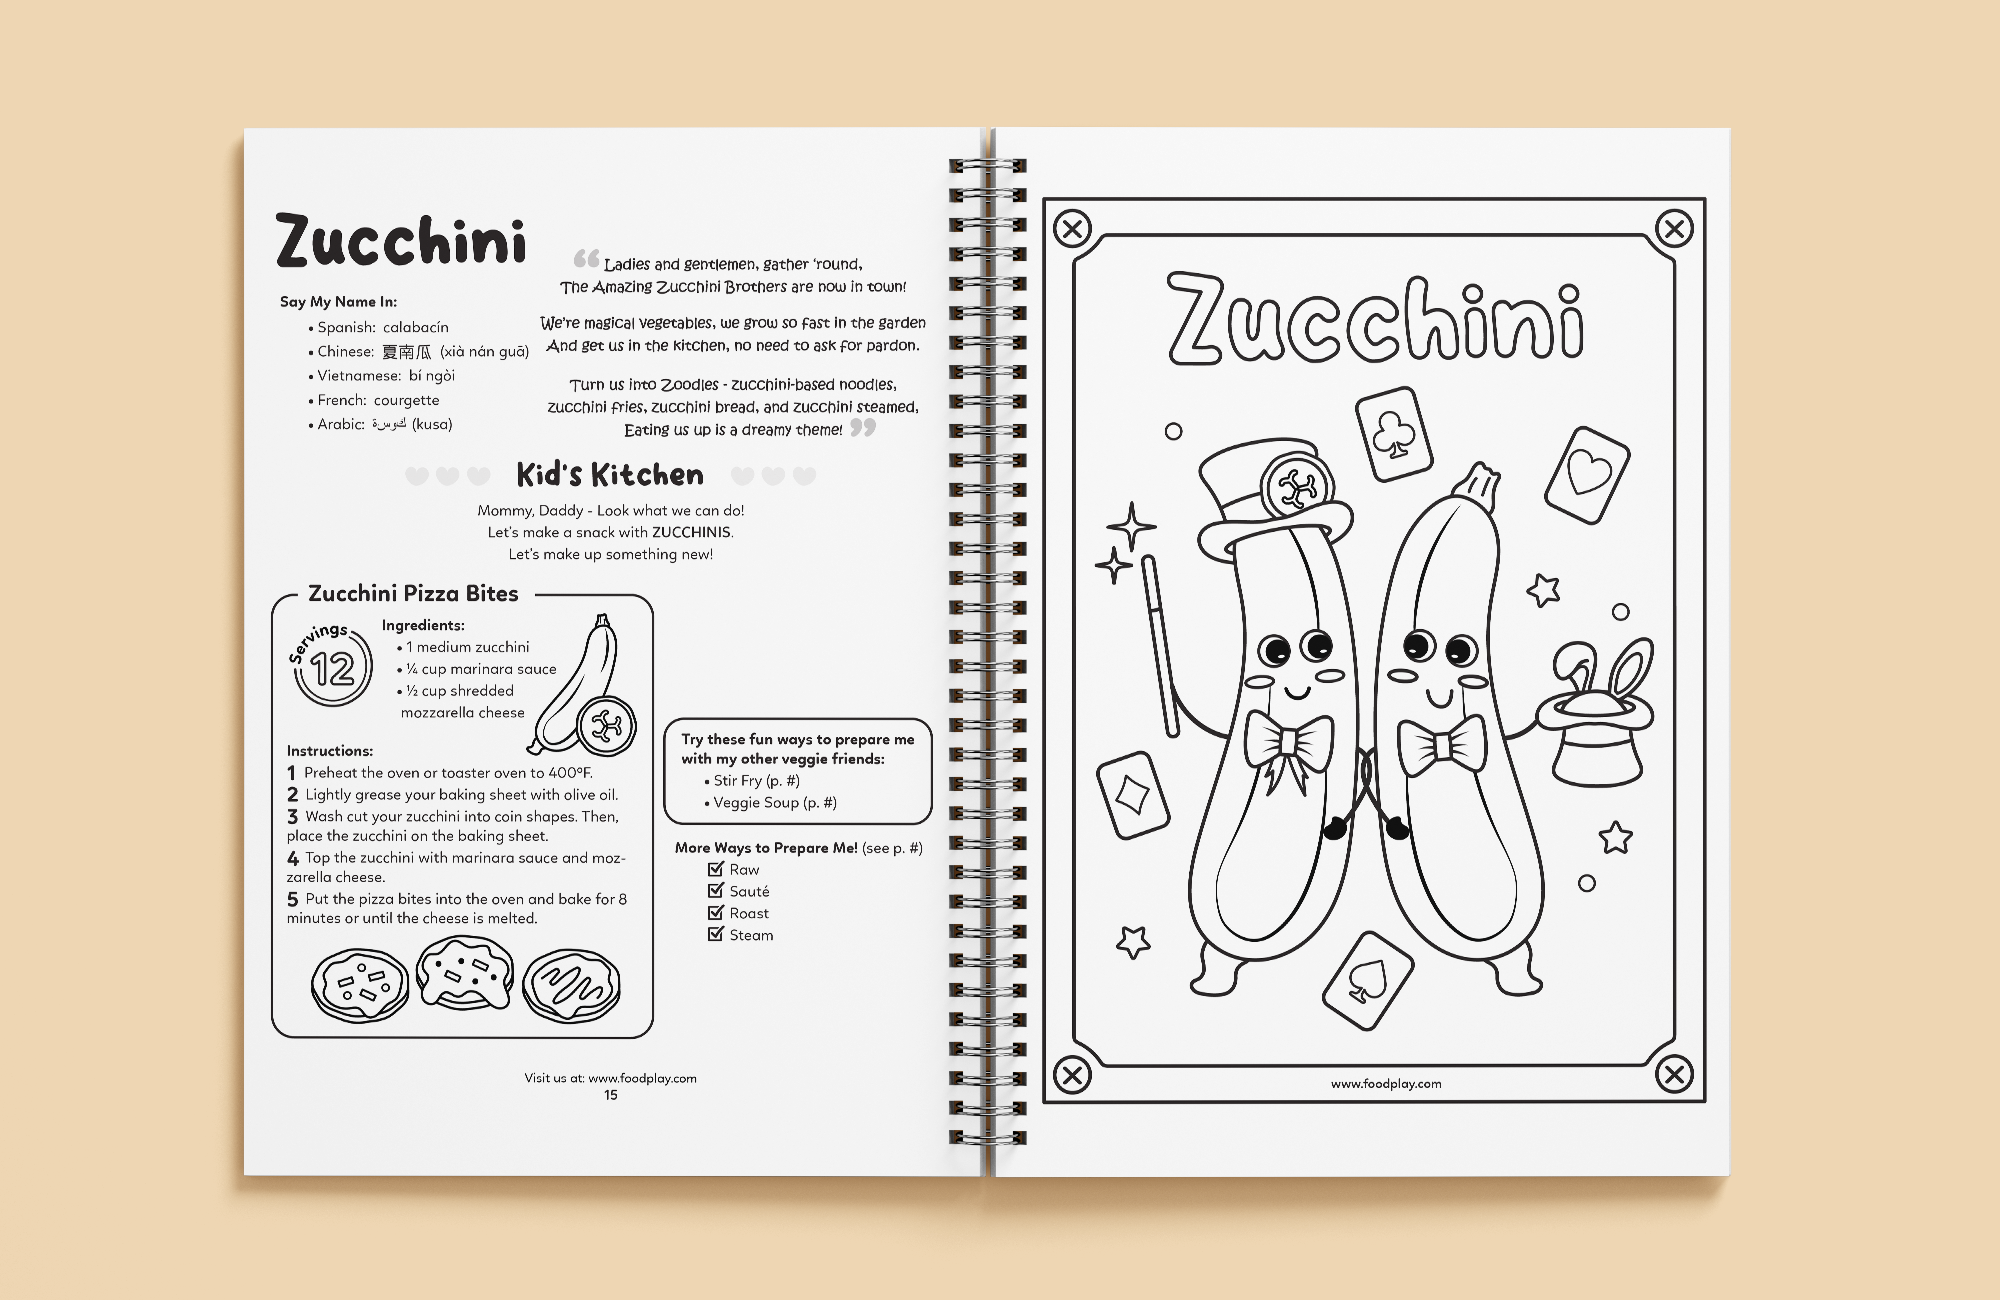 Zucchini
Say My Name In:
• Spanish: calabacín
• Chinese: 夏南瓜 (xià nán guā)
• Vietnamese: bí ngòi
• French: courgette
• Arabic: كوسة (kusa)
“ Ladies and gentlemen, gather ‘round,
The Amazing Zucchini Brothers are now in town!
We're magical vegetables, we grow so fast in the garden
And get us in the kitchen, no need to ask for pardon.
Turn us into Zoodles - zucchini-based noodles,
zucchini fries, zucchini bread, and zucchini steamed,
Eating us up is a dreamy theme! ”
Kid's Kitchen
Mommy, Daddy - Look what we can do!
Let's make a snack with ZUCCHINIS.
Let's make up something new!
Zucchini Pizza Bites
Servings
12
Ingredients:
• 1 medium zucchini
• ¼ cup marinara sauce
• ½ cup shredded
mozzarella cheese
Instructions:
1 Preheat the oven or toaster oven to 400°F.
2 Lightly grease your baking sheet with olive oil.
3 Wash cut your zucchini into coin shapes. Then,
place the zucchini on the baking sheet.
4 Top the zucchini with marinara sauce and moz-
zarella cheese.
5 Put the pizza bites into the oven and bake for 8
minutes or until the cheese is melted.
Try these fun ways to prepare me
with my other veggie friends:
• Stir Fry (p. #)
• Veggie Soup (p. #)
More Ways to Prepare Me! (see p. #)
Raw
Sauté
Roast
Steam
Visit us at: www.foodplay.com
15
Zucchini
www.foodplay.com